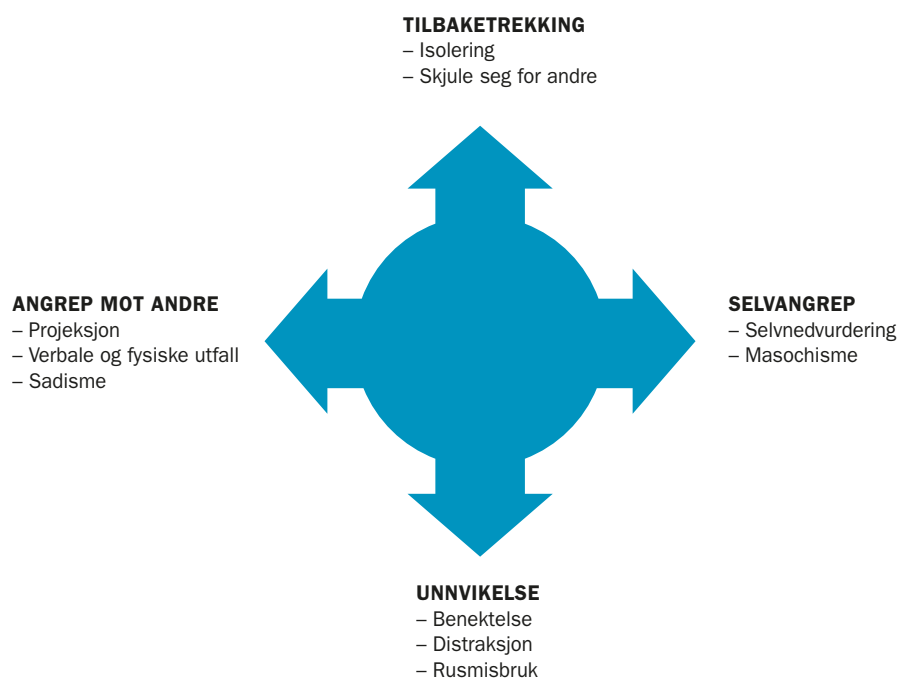 TILBAKETREKKING
– Isolering
– Skjule seg for andre
ANGREP MOT ANDRE
– Projeksjon
– Verbale og fysiske utfall
– Sadisme
SELVANGREP
– Selvnedvurdering
– Masochisme
UNNVIKELSE
– Benektelse
– Distraksjon
– Rusmisbruk